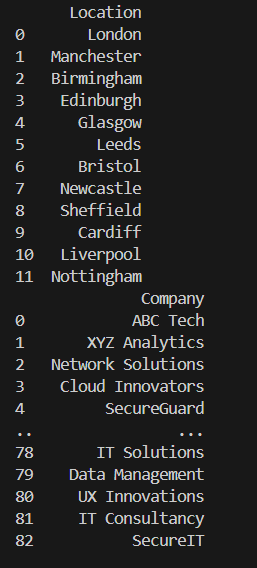 Location
0 London
1 Manchester
2 Birmingham
3 Edinburgh
4 Glasgow
5 Leeds
6 Bristol
7 Newcastle
8 Sheffield
9 Cardiff
10 Liverpool
11 Nottingham
Company
0 ABC Tech
1 XYZ Analytics
2 Network Solutions
3 Cloud Innovators
4 SecureGuard
.. ...
78 IT Solutions
79 Data Management
80 UX Innovations
81 IT Consultancy
82 SecureIT